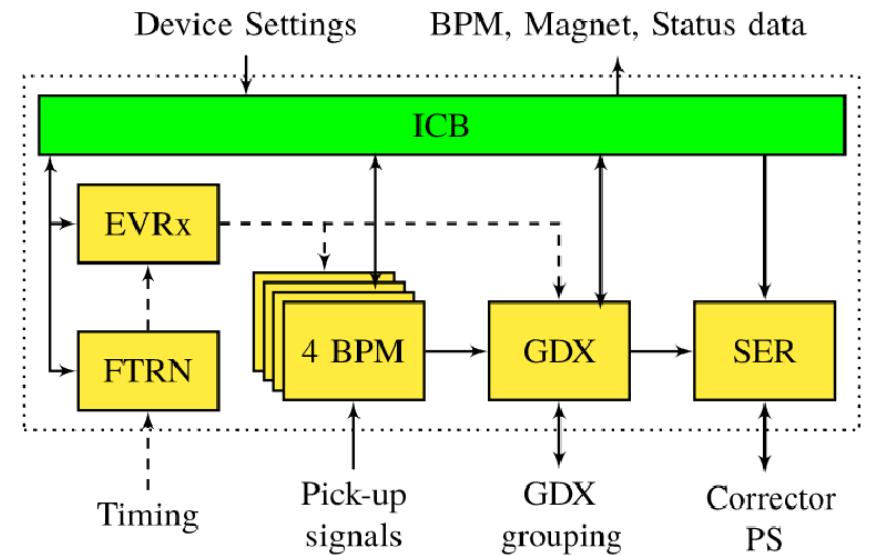 Device Settings
BPM, Magnet, Status data
ICB
EVRx
FTRN
4 BPM
GDX
SER
Timing
Pick-up
signals
GDX
grouping
Corrector
PS